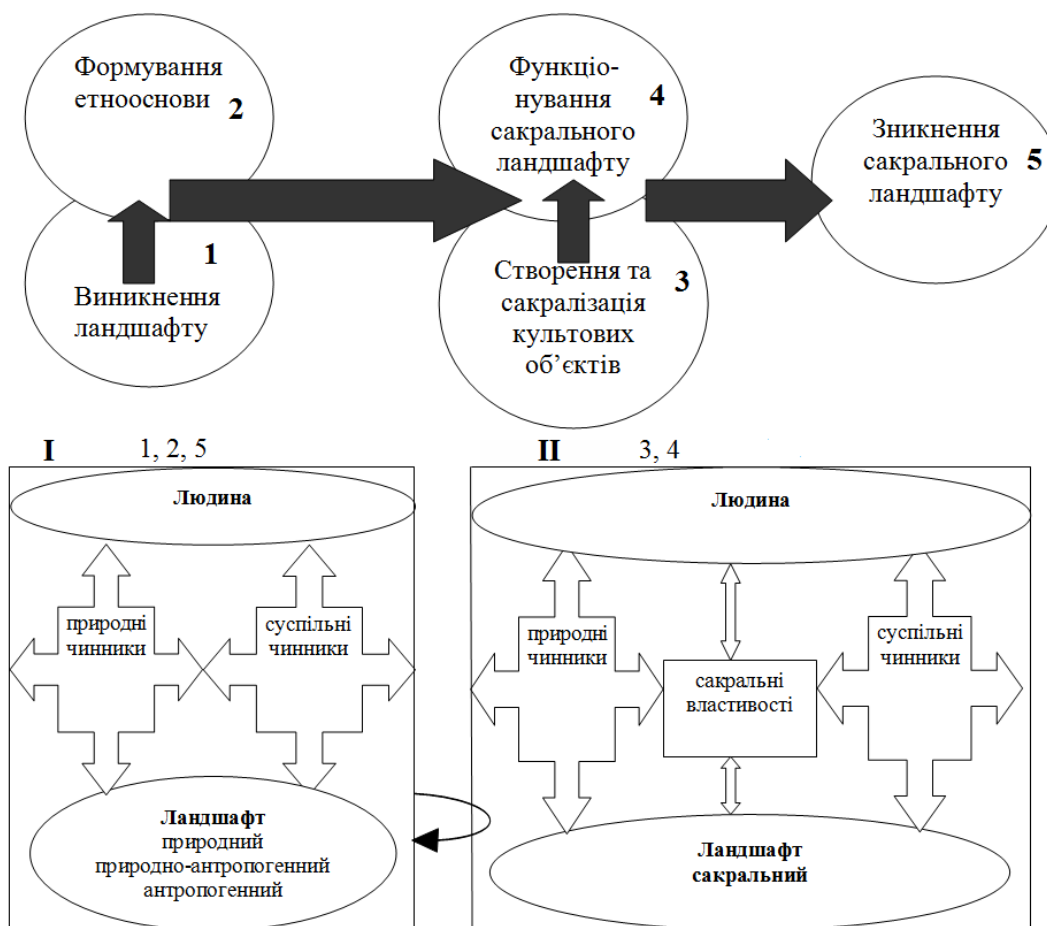 Формування
етнооснови
2
1
Виникнення
ландшафту
Функціо-
нування
сакрального
ландшафту
4
3
Створення та
сакралізація
культових
об’єктів
Зникнення
сакрального
ландшафту
5
I 1, 2, 5
Людина
природні
чинники
суспільні
чинники
Ландшафт
природний
природно-антропогенний
антропогенний
II 3, 4
Людина
природні
чинники
сакральні
властивості
суспільні
чинники
Ландшафт
сакральний